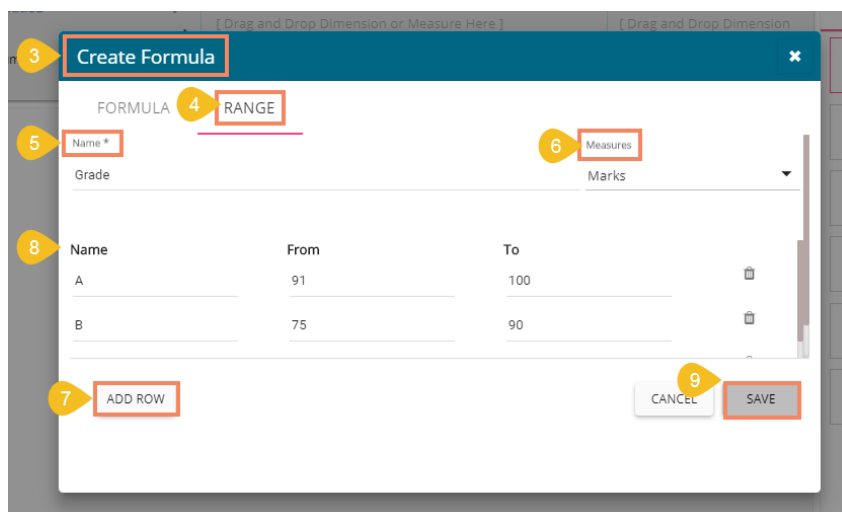 [ Drag and Drop Dimension or Measure Here ]
[ Drag and Drop Dimension
3
Create Formula
FORMULA
4
RANGE
5
Name *
6
Measures
Grade
Marks
8
Name
From
To
A
91
100
B
75
90
7
ADD ROW
CANCEL
9
SAVE